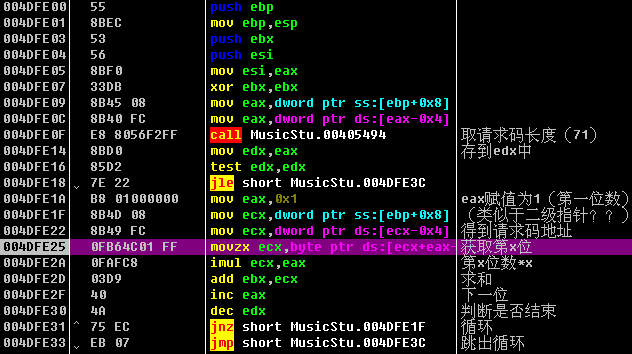 004DFE00 55 push ebp
004DFE01 8BEC mov ebp,esp
004DFE03 53 push ebx
004DFE04 56 push esi
004DFE05 8BF0 mov esi,eax
004DFE07 33DB xor ebx,ebx
004DFE09 8B45 08 mov eax,dword ptr ss:[ebp+0x8]
004DFE0C 8B40 FC mov eax,dword ptr ds:[eax-0x4]
004DFE0F E8 8056F2FF call MusicStu.00405494 取请求码长度（71）
004DFE14 8BD0 mov edx,eax 存到edx中
004DFE16 85D2 test edx,edx
004DFE18 7E 22 jle short MusicStu.004DFE3C
004DFE1A B8 01000000 mov eax,0x1 eax赋值为1（第一位数）
004DFE1F 8B4D 08 mov ecx,dword ptr ss:[ebp+0x8] （类似于二级指针？？）
004DFE22 8B49 FC mov ecx,dword ptr ds:[ecx-0x4] 得到请求码地址
004DFE25 0FB64C01 FF movzx ecx,byte ptr ds:[ecx+eax- 获取第x位
004DFE2A 0FAFC8 imul ecx,eax 第x位数*x
004DFE2D 03D9 add ebx,ecx 求和
004DFE2F 40 inc eax 下一位
004DFE30 4A dec edx 判断是否结束
004DFE31 ^ 75 EC jnz short MusicStu.004DFE1F 循环
004DFE33 EB 07 jmp short MusicStu.004DFE3C 跳出循环